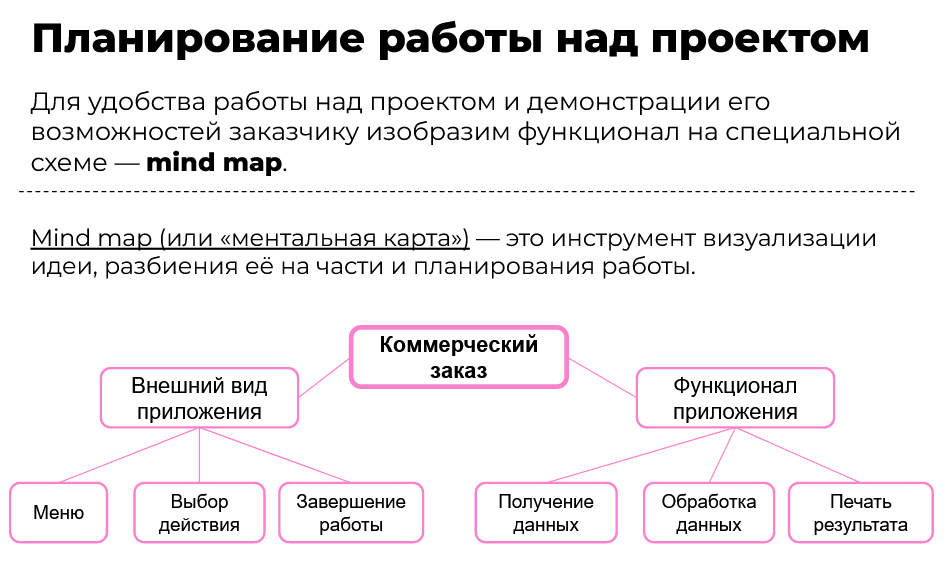 Планирование работы над проектом
Для удобства работы над проектом и демонстрации его
возможностей заказчику изобразим функционал на специальной
схеме — mind map.
Mind map (или «ментальная карта») — это инструмент визуализации
идеи, разбиения её на части и планирования работы.
Коммерческий
заказ
Внешний вид
приложения
Функционал
приложения
Меню
Выбор
действия
Завершение
работы
Получение
данных
Обработка
данных
Печать
результата